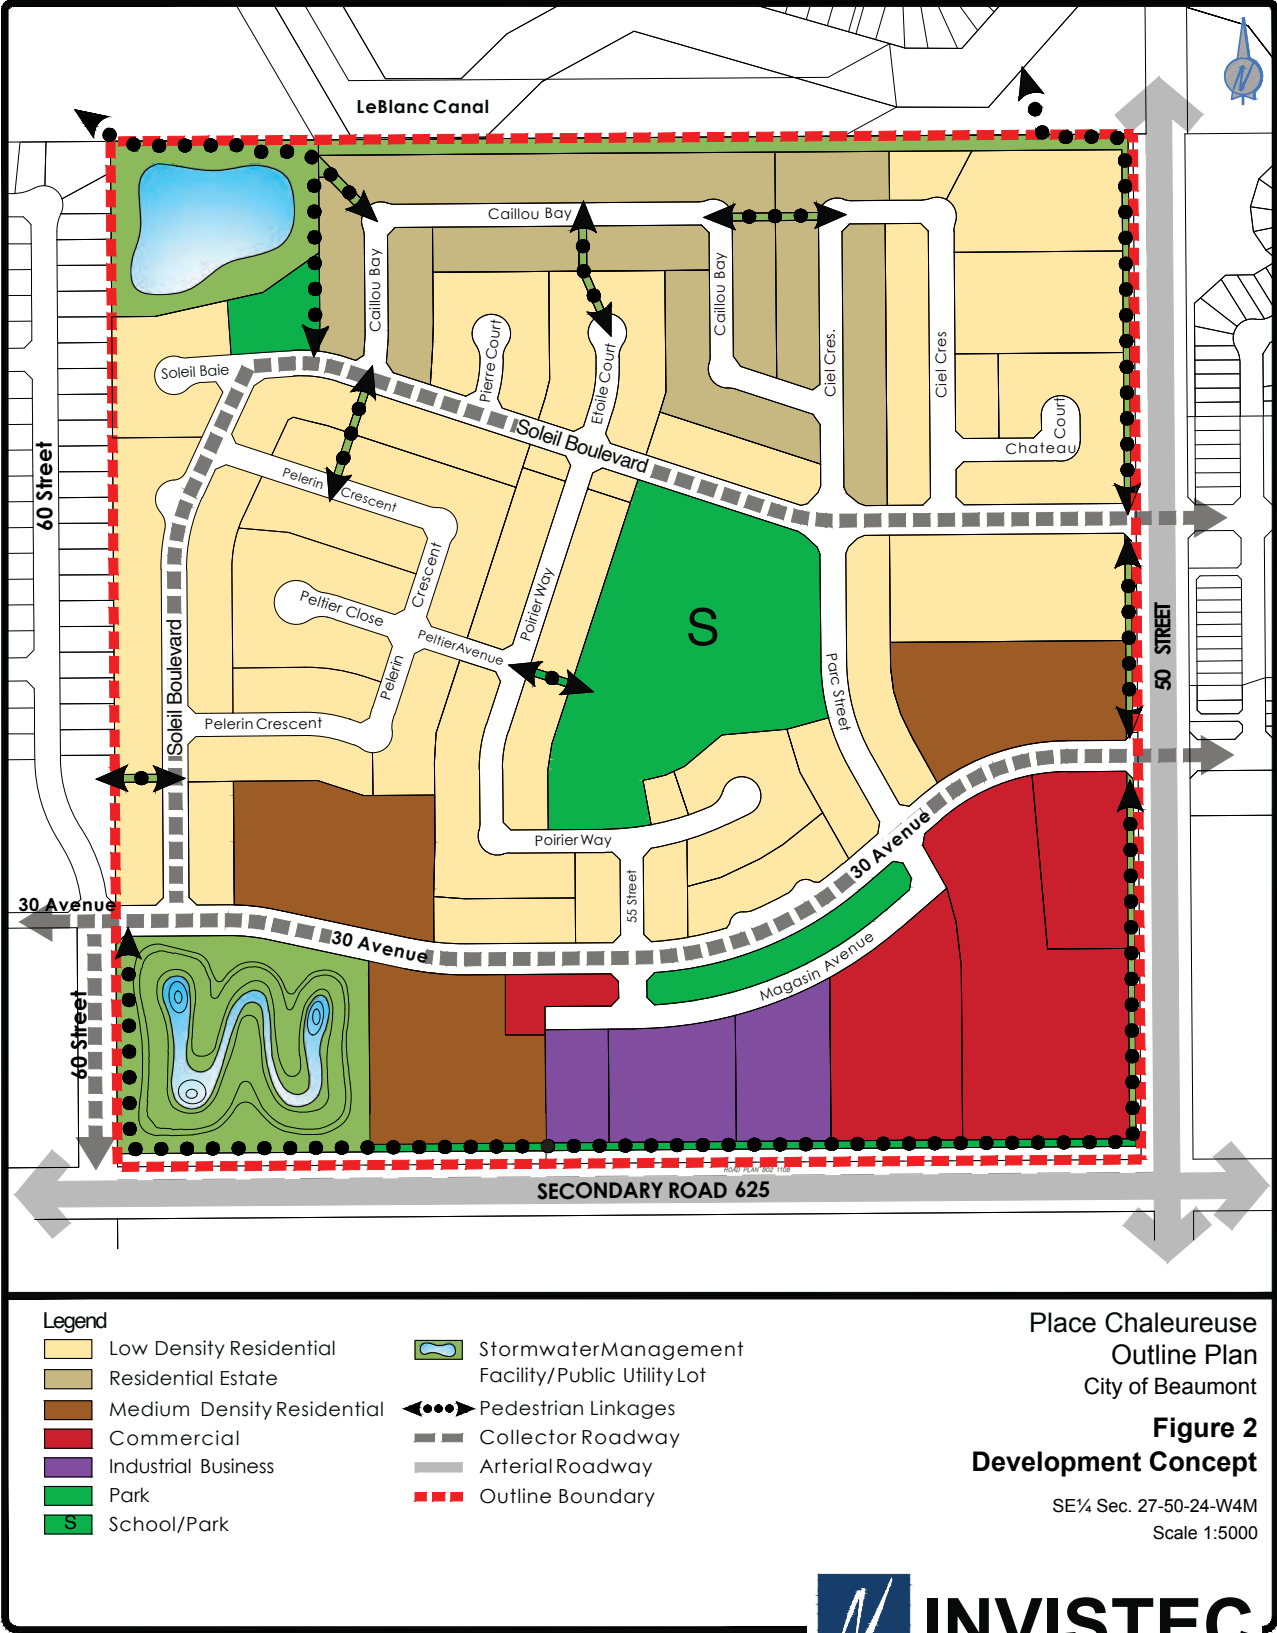 N
LeBlanc Canal
Caillou Bay
Caillou Bay
Caillou Bay
Ciel Cres.
Ciel Cres
Pierre Court
Etoile Court
Soleil Baie
Chateau
Court
60 Street
Soleil Boulevard
Pelerin
Crescent
Crescent
Peltier Close
Peltier Avenue
Poirier Way
Pelerin
Pelerin Crescent
Soleil Boulevard
S
Parc Street
50 STREET
Poirier Way
55 Street
30 Avenue
30 Avenue
30 Avenue
Magasin Avenue
60 Street
ROAD PLAN 802 1108
SECONDARY ROAD 625
Legend
Low Density Residential
Residential Estate
Medium Density Residential
Commercial
Industrial Business
Park
S School/Park
Stormwater Management
Facility/Public Utility Lot
Pedestrian Linkages
Collector Roadway
Arterial Roadway
Outline Boundary
Place Chaleureuse
Outline Plan
City of Beaumont
Figure 2
Development Concept
SE¼ Sec. 27-50-24-W4M
Scale 1:5000
INVISTEC